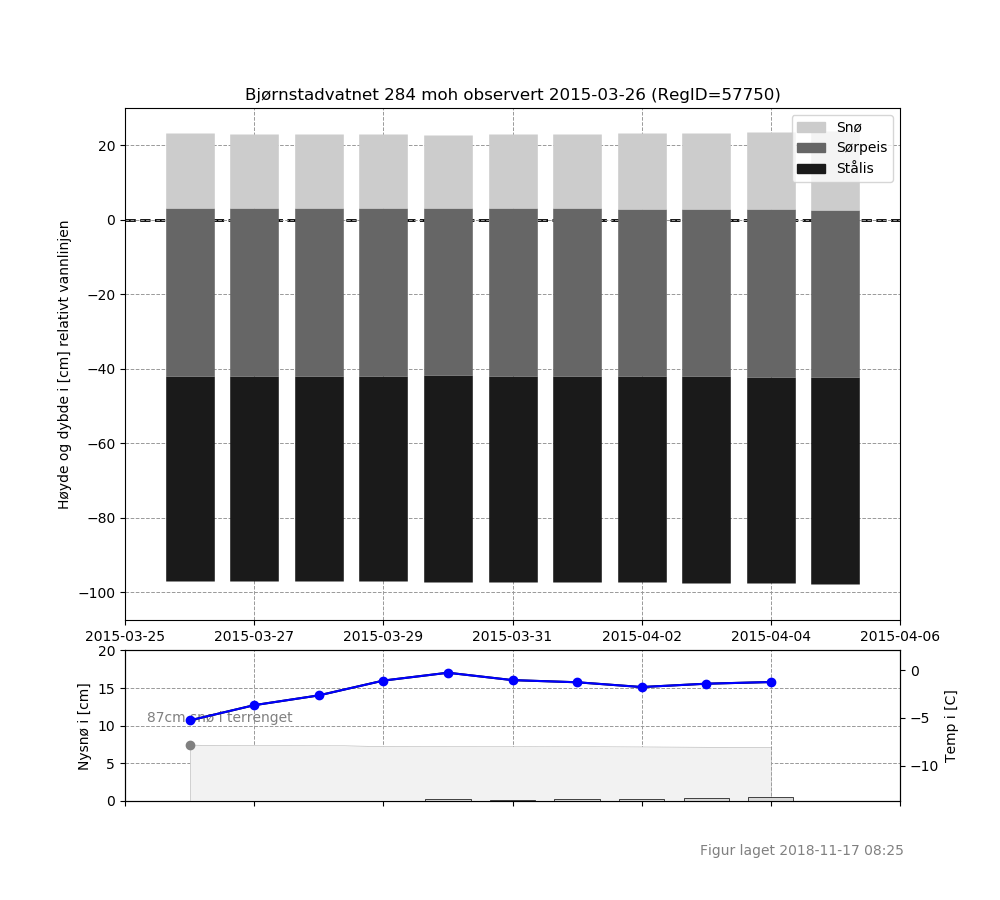 Bjørnstadvatnet 284 moh observert 2015-03-26 (RegID=57750)
Snø
Sørpeis
Stålis
Høyde og dybde i [cm] relativt vannlinjen
20
0
−20
−40
−60
−80
−100
2015-03-25
2015-03-27
2015-03-29
2015-03-31
2015-04-02
2015-04-04
2015-04-06
Nysnø i [cm]
20
15
10
5
0
87cm snø i terrenget
0
−5
−10
Temp i [C]
Figur laget 2018-11-17 08:25